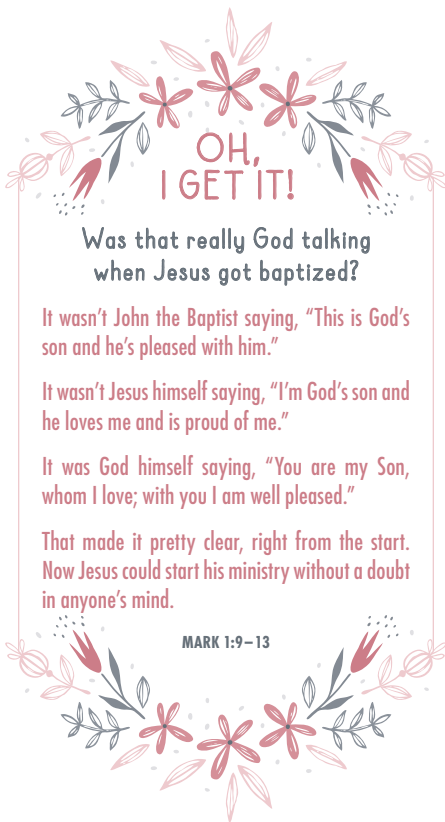 OH,
I GET IT!
Was that really God talking
when Jesus got baptized?
It wasn’t John the Baptist saying, “This is God’s
son and he’s pleased with him.”
It wasn’t Jesus himself saying, “I’m God’s son and
he loves me and is proud of me.”
It was God himself saying, “You are my Son,
whom I love; with you I am well pleased.”
That made it pretty clear, right from the start.
Now Jesus could start his ministry without a doubt
in anyone’s mind.
MARK 1:9–13